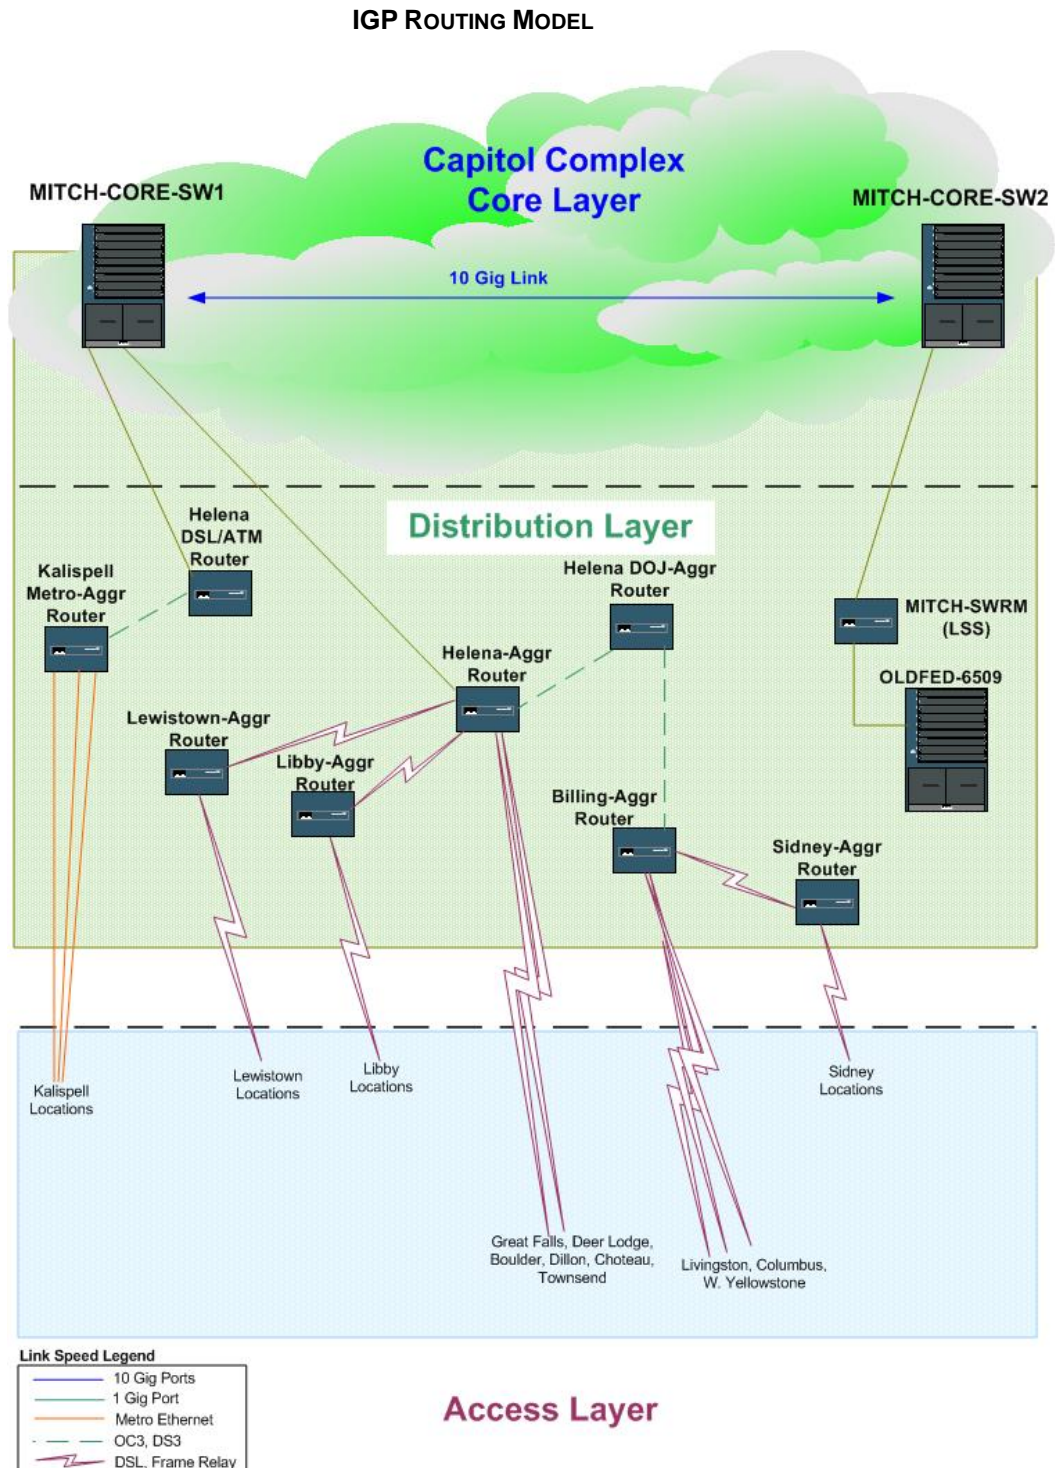 IGP ROUTING MODEL
Capitol Complex
Core Layer
MITCH-CORE-SW1
MITCH-CORE-SW2
10 Gig Link
Distribution Layer
Helena
DSL/ATM
Router
Kalispell
Metro-Aggr
Router
Helena DOJ-Aggr
Router
MITCH-SWRM
(LSS)
Helena-Aggr
Router
OLDFED-6509
Lewistown-Aggr
Router
Libby-Aggr
Router
Billing-Aggr
Router
Sidney-Aggr
Router
Kalispell
Locations
Lewistown
Locations
Libby
Locations
Sidney
Locations
Great Falls, Deer Lodge,
Boulder, Dillon, Choteau,
Townsend
Livingston, Columbus,
W. Yellowstone
Link Speed Legend
10 Gig Ports
1 Gig Port
Metro Ethernet
OC3, DS3
DSL, Frame Relay
Access Layer